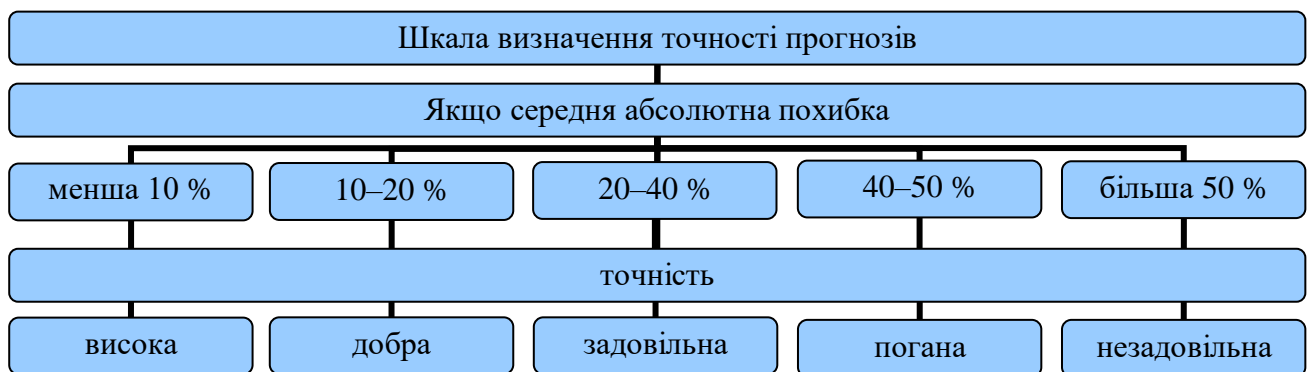 Шкала визначення точності прогнозів
Якщо середня абсолютна похибка
менша 10 %
10–20 %
20–40 %
40–50 %
більша 50 %
точність
висока
добра
задовільна
погана
незадовільна